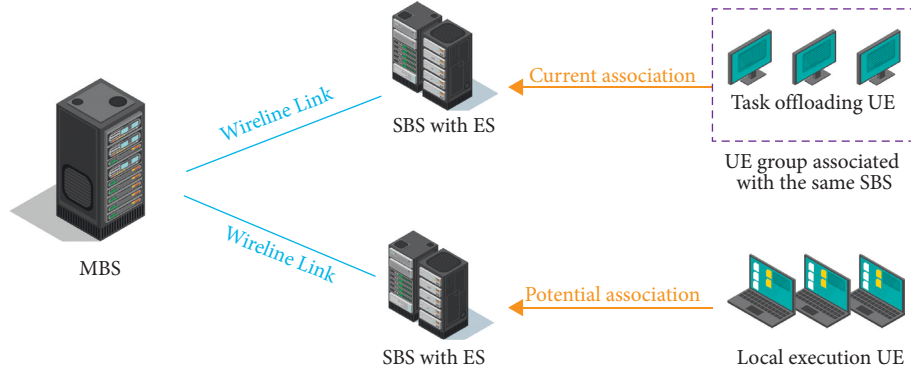 Wireline Link
SBS with ES
Current association
Task offloading UE
UE group associated
with the same SBS
MBS
Wireline Link
SBS with ES
Potential association
Local execution UE